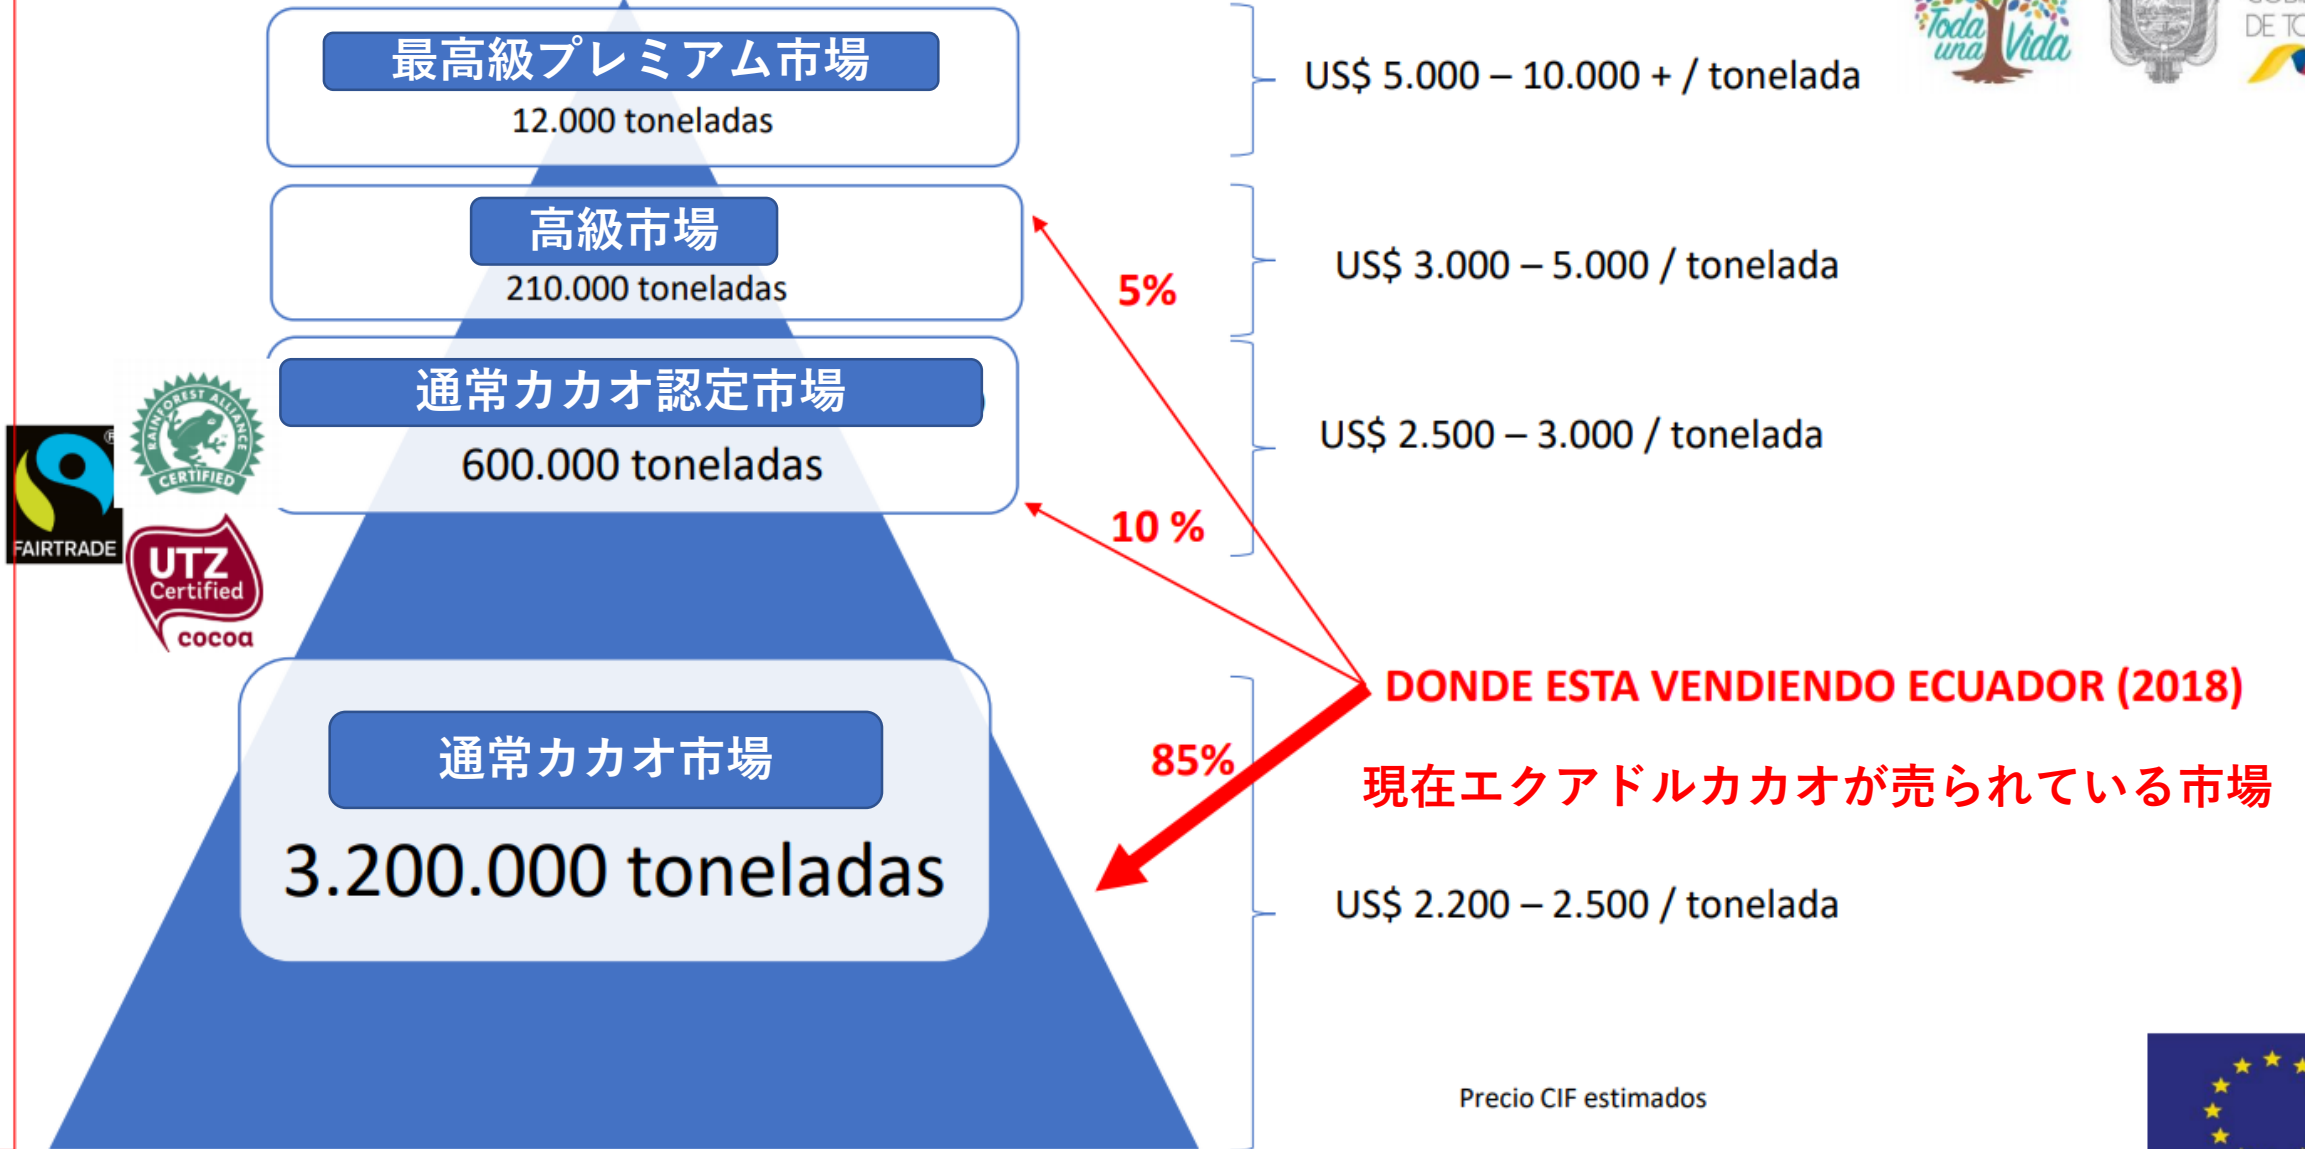 最高級プレミアム市場
12.000 toneladas
US$ 5.000 – 10.000 + / tonelada
Toda
una Vida
高級市場
210.000 toneladas
5%
US$ 3.000 – 5.000 / tonelada
通常カカオ認定市場
600.000 toneladas
US$ 2.500 – 3.000 / tonelada
RAINFOREST ALLIANCE
CERTIFIED
FAIRTRADE
UTZ
Certified
cocoa
10 %
DONDE ESTA VENDIENDO ECUADOR (2018)
現在エクアドルカカオが売られている市場
通常カカオ市場
85%
3.200.000 toneladas
US$ 2.200 – 2.500 / tonelada
Precio CIF estimados